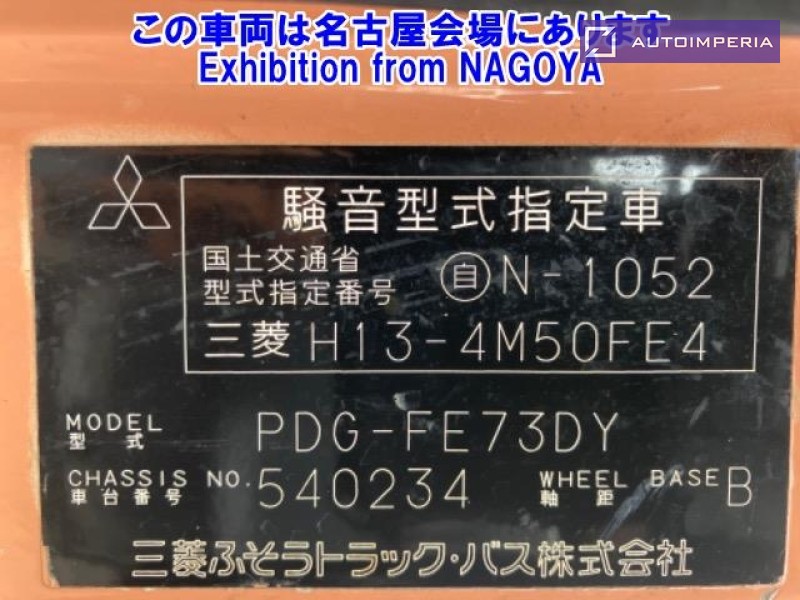 この車両は名古屋会場にあります
AUTOIMPERIA
Exhibition from NAGOYA
騒音型式指定車
国土交通省
型式指定番号 自N-1052
三菱 H13-4M50FE4
MODEL
型式 PDG-FE73DY
CHASSIS NO.
車台番号 540234 WHEEL BASE
軸距 B
三菱ふそうトラック・バス株式会社